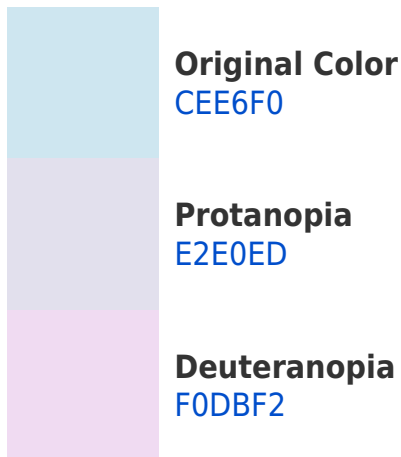 Original Color
CEE6F0
Protanopia
E2E0ED
Deuteranopia
F0DBF2